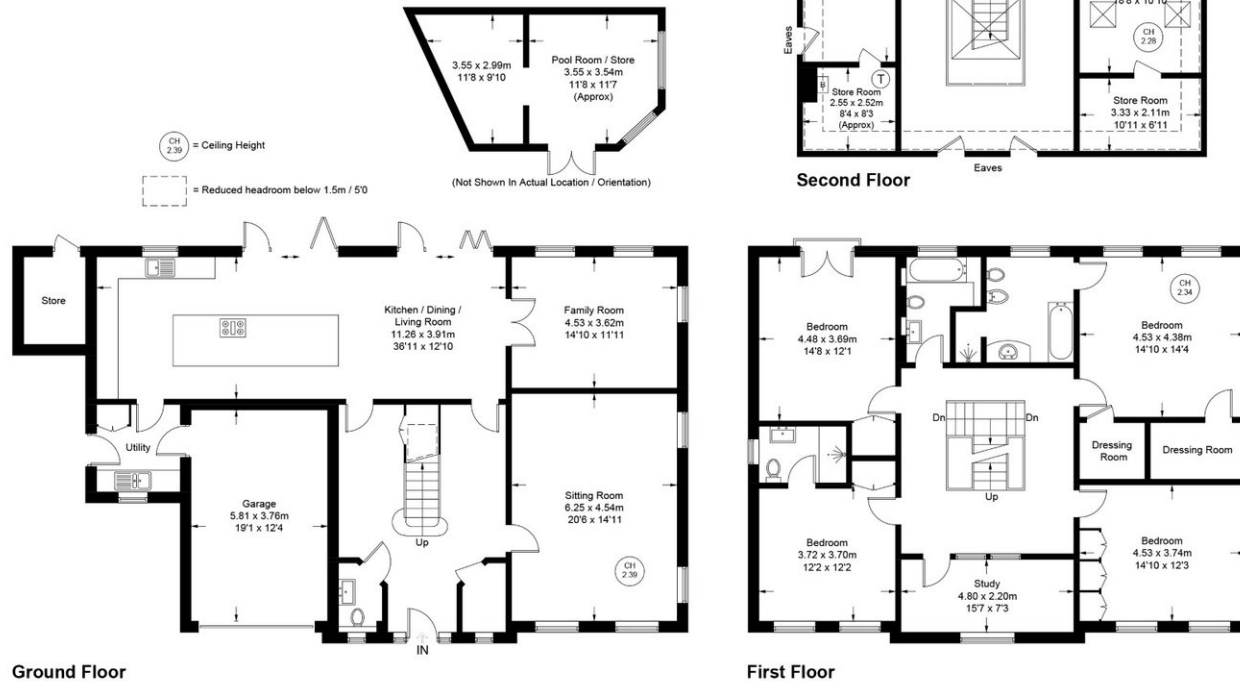 3.55 x 2.99m
11'8 x 9'10
Pool Room / Store
3.55 x 3.54m
11'8 x 11'7
(Approx)
(Not Shown In Actual Location / Orientation)
CH
2.39
= Ceiling Height
= Reduced headroom below 1.5m / 5'0
Eaves
CH
2.28
T
Store Room
2.55 x 2.52m
8'4 x 8'3
(Approx)
Store Room
3.33 x 2.11m
10'11 x 6'11
Eaves
Second Floor
Store
Kitchen / Dining /
Living Room
11.26 x 3.91m
36'11 x 12'10
Family Room
4.53 x 3.62m
14'10 x 11'11
Utility
Garage
5.81 x 3.76m
19'1 x 12'4
Up
Sitting Room
6.25 x 4.54m
20'6 x 14'11
CH
2.39
IN
Ground Floor
Bedroom
4.48 x 3.69m
14'8 x 12'1
CH
2.34
Bedroom
4.53 x 4.38m
14'10 x 14'4
Dn
Dn
Up
Dressing
Room
Dressing Room
Bedroom
3.72 x 3.70m
12'2 x 12'2
Study
4.80 x 2.20m
15'7 x 7'3
Bedroom
4.53 x 3.74m
14'10 x 12'3
First Floor